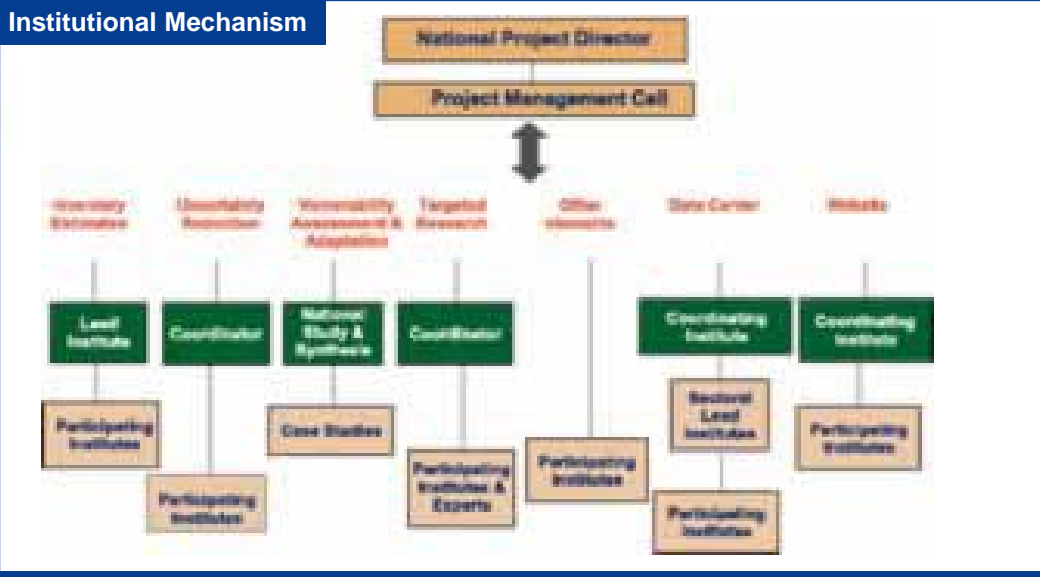 Institutional Mechanism
National Project Director
Project Management Cell
Inventory
Estimates
Uncertainty
Reduction
Vulnerability
Assessment &
Adaptation
Targeted
Research
Other
elements
Data Center
Website
Lead
Institute
Coordinator
National
Study &
Synthesis
Coordinator
Coordinating
Institute
Coordinating
Institute
Participating
Institutes
Case Studies
Sectoral
Lead
Institutes
Participating
Institutes
Participating
Institutes &
Experts
Participating
Institutes
Participating
Institutes
Participating
Institutes